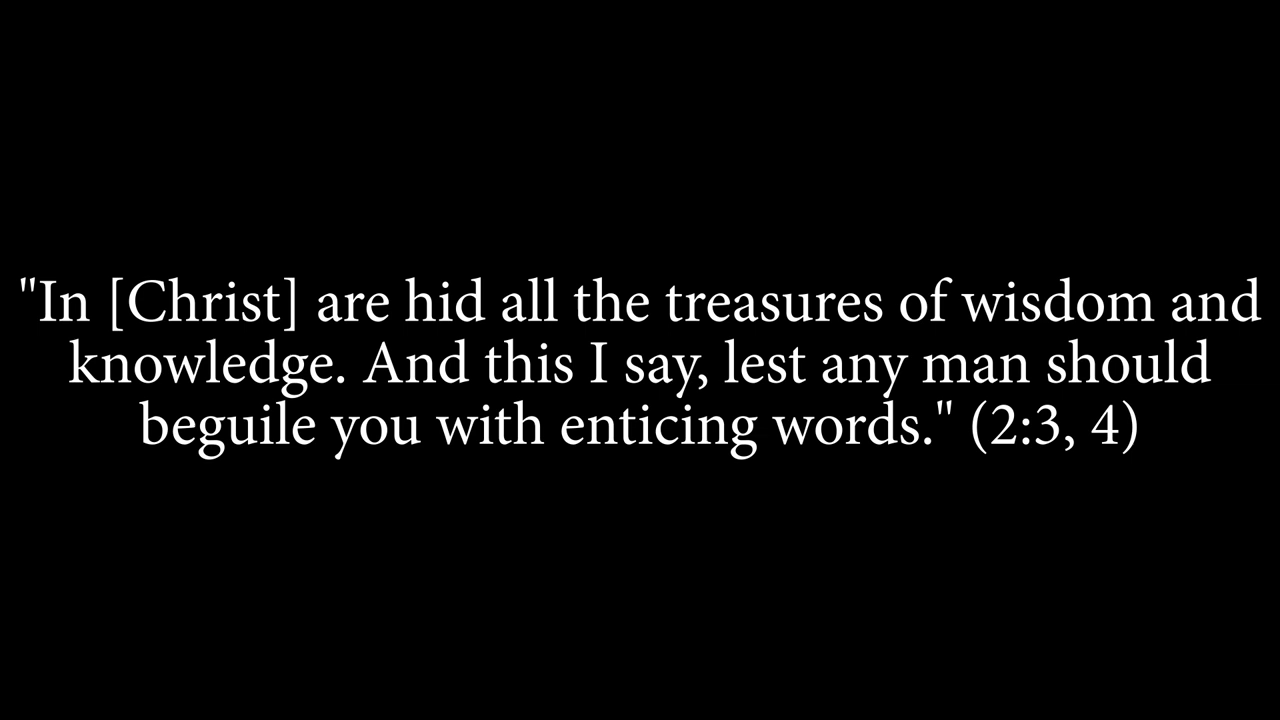 "In [Christ] are hid all the treasures of wisdom and
knowledge. And this I say, lest any man should
beguile you with enticing words." (2:3, 4)